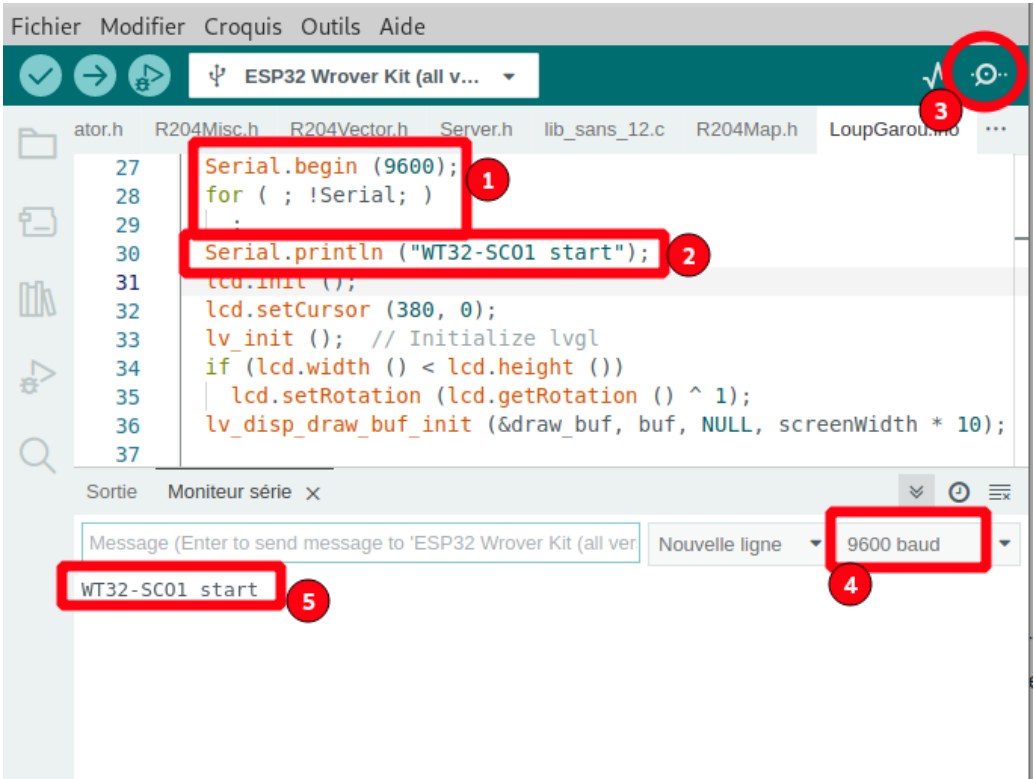 Fichier Modifier Croquis Outils Aide
ESP32 Wrover Kit (all v...
3
ator.h R204Misc.h R204Vector.h Server.h lib_sans_12.c R204Map.h LoupGarou.ino ...
27 Serial.begin (9600);
1
28 for ( ; !Serial; )
29 ;
30 Serial.println ("WT32-SC01 start");
2
31 lcd.init ();
32 lcd.setCursor (380, 0);
33 lv_init (); // Initialize lvgl
34 if (lcd.width () < lcd.height ())
35 lcd.setRotation (lcd.getRotation () ^ 1);
36 lv_disp_draw_buf_init (&draw_buf, buf, NULL, screenWidth * 10);
37
Sortie Moniteur série ×
Message (Enter to send message to 'ESP32 Wrover Kit (all ver Nouvelle ligne 9600 baud
4
WT32-SC01 start
5